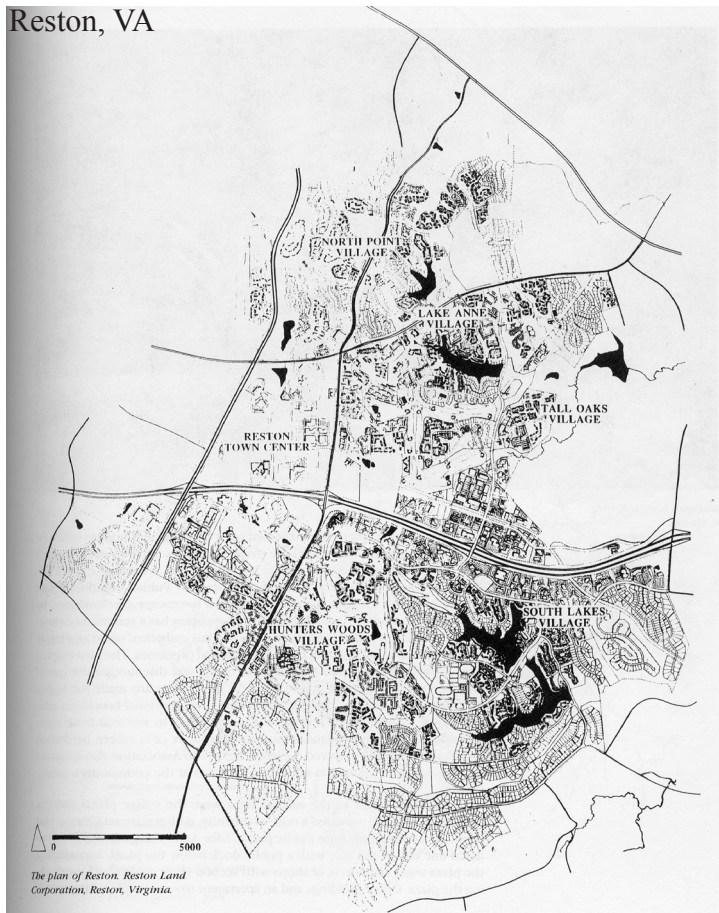 Reston, VA
NORTH POINT
VILLAGE
LAKE ANNE
VILLAGE
TALL OAKS
VILLAGE
RESTON
TOWN CENTER
SOUTH LAKES
VILLAGE
HUNTERS WOODS
VILLAGE
0 5000
The plan of Reston. Reston Land
Corporation, Reston, Virginia.